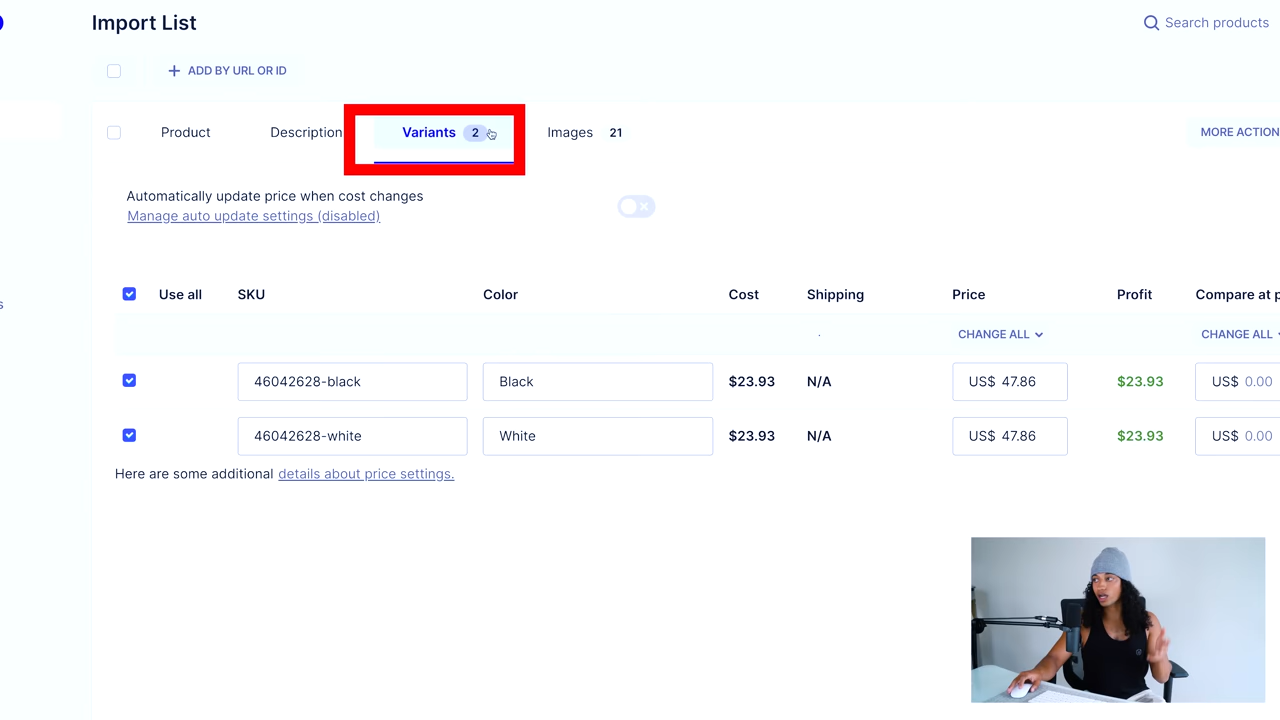 Import List
Search products
ADD BY URL OR ID
Product Description Variants 2 Images 21
MORE ACTION
Automatically update price when cost changes
Manage auto update settings (disabled)
Use all SKU Color Cost Shipping Price Profit Compare at p
CHANGE ALL CHANGE ALL
46042628-black Black $23.93 N/A US$ 47.86 $23.93 US$ 0.00
46042628-white White $23.93 N/A US$ 47.86 $23.93 US$ 0.00
Here are some additional details about price settings.